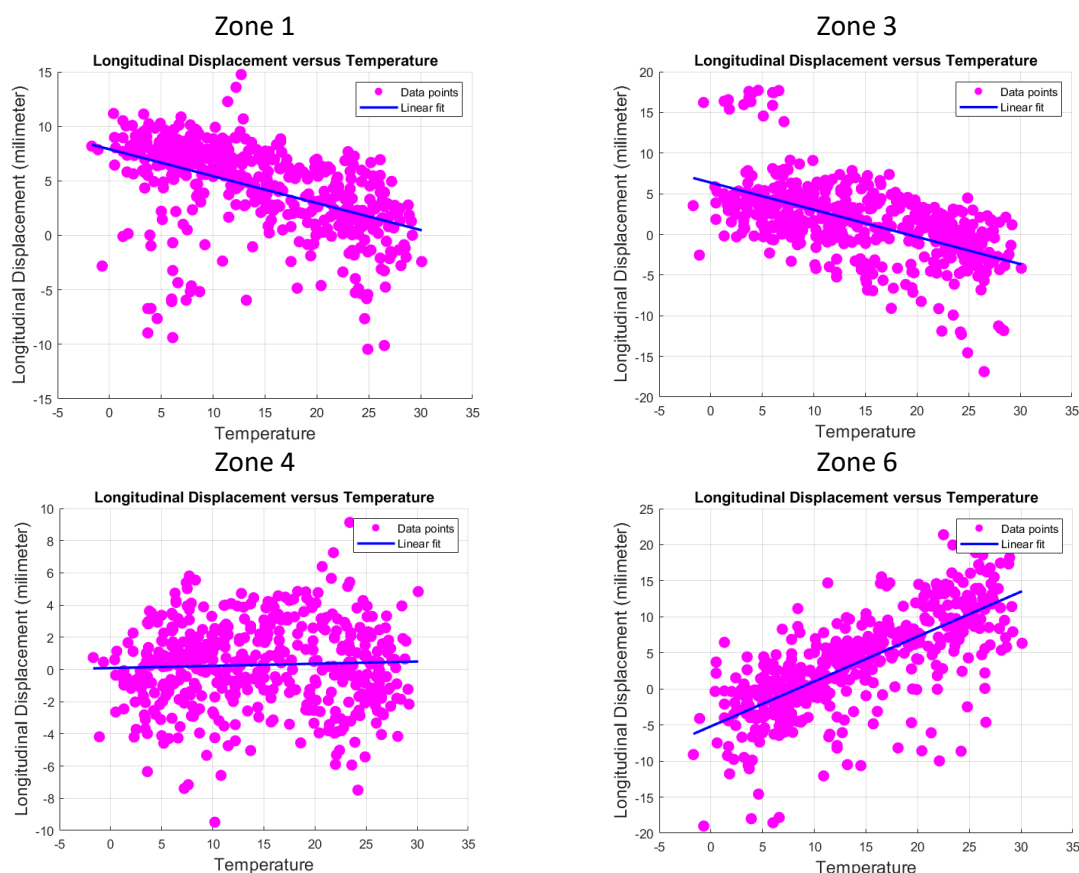 Zone 1
Longitudinal Displacement versus Temperature
15
10
5
0
-5
-10
-15
Longitudinal Displacement (milimeter)
Data points
Linear fit
-5 0 5 10 15 20 25 30 35
Temperature
Zone 3
Longitudinal Displacement versus Temperature
20
15
10
5
0
-5
-10
-15
-20
Longitudinal Displacement (milimeter)
Data points
Linear fit
-5 0 5 10 15 20 25 30 35
Temperature
Zone 4
Longitudinal Displacement versus Temperature
10
8
6
4
2
0
-2
-4
-6
-8
-10
Longitudinal Displacement (milimeter)
Data points
Linear fit
-5 0 5 10 15 20 25 30 35
Temperature
Zone 6
Longitudinal Displacement versus Temperature
25
20
15
10
5
0
-5
-10
-15
-20
Longitudinal Displacement (milimeter)
Data points
Linear fit
-5 0 5 10 15 20 25 30 35
Temperature